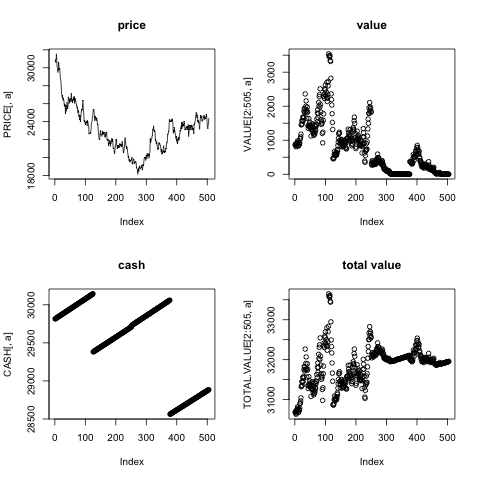 price
PRICE[, a]
18000 24000 30000
0 100 200 300 400 500
Index
value
VALUE[2:505, a]
0 1000 2000 3000
0 100 200 300 400 500
Index
cash
CASH[, a]
28500 29000 29500 30000
0 100 200 300 400 500
Index
total value
TOTAL.VALUE[2:505, a]
31000 32000 33000
0 100 200 300 400 500
Index